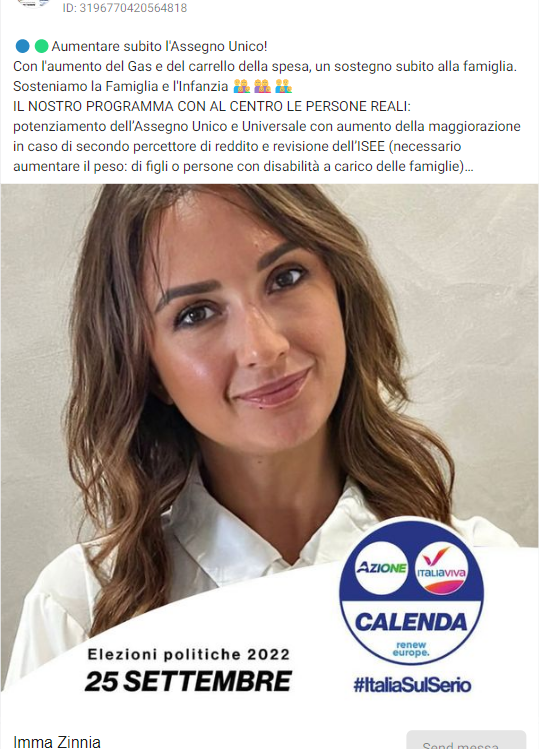 ID: 3196770420564818
Aumentare subito l'Assegno Unico!
Con l'aumento del Gas e del carrello della spesa, un sostegno subito alla famiglia.
Sosteniamo la Famiglia e l'Infanzia
IL NOSTRO PROGRAMMA CON AL CENTRO LE PERSONE REALI:
potenziamento dell'Assegno Unico e Universale con aumento della maggiorazione
in caso di secondo percettore di reddito e revisione dell'ISEE (necessario
aumentare il peso: di figli o persone con disabilità a carico delle famiglie)...
AZIONE
ITALIAVIVA
CALENDA
renew
europe.
Elezioni politiche 2022
25 SETTEMBRE
#ItaliaSulSerio
Imma Zinnia
Send messa